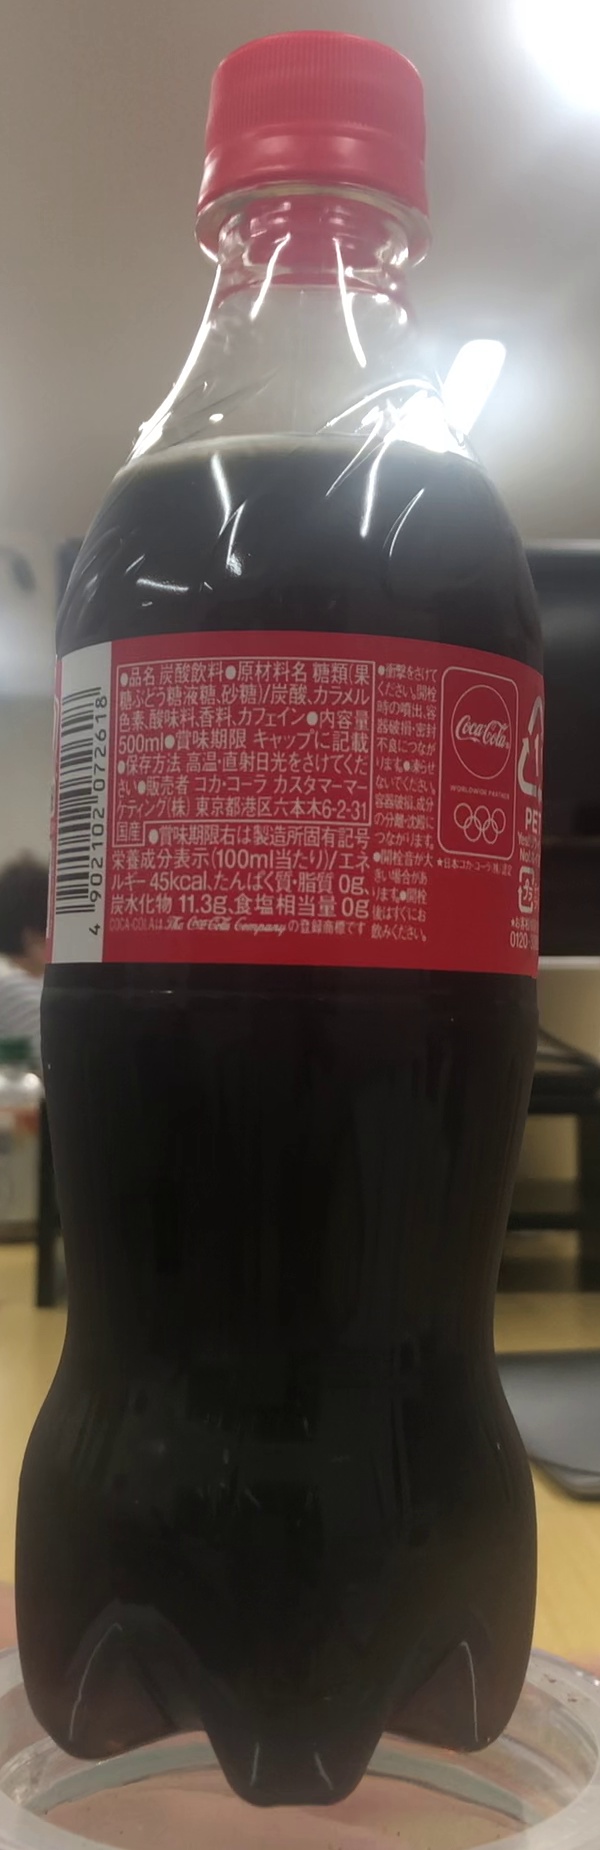 4 902102 072618
●品名 炭酸飲料●原材料名 糖類(果
糖ぶどう糖液糖、砂糖)/炭酸、カラメル
色素、酸味料、香料、カフェイン●内容量
500ml●賞味期限 キャップに記載
●保存方法 高温・直射日光をさけてくだ
さい●販売者 コカ・コーラ カスタマーマー
ケティング(株) 東京都港区六本木6-2-31
国産 ●賞味期限右は製造所固有記号
栄養成分表示(100ml当たり)/エネ
ルギー 45kcal、たんぱく質・脂質 0g、
炭水化物 11.3g、食塩相当量 0g
COCA-COLAは、The Coca-Cola Companyの登録商標です
●衝撃をさけて
ください。開栓
時の噴出、容
器破損・密封
不良につなが
ります。●凍らせ
ないでください。
容器破損、成分
の分離・沈殿に
つながります。
●開栓音が大
きい場合があ
ります。●開栓
後はすぐにお
飲みください。
Coca-Cola
WORLDWIDE PARTNER
PE
0120-